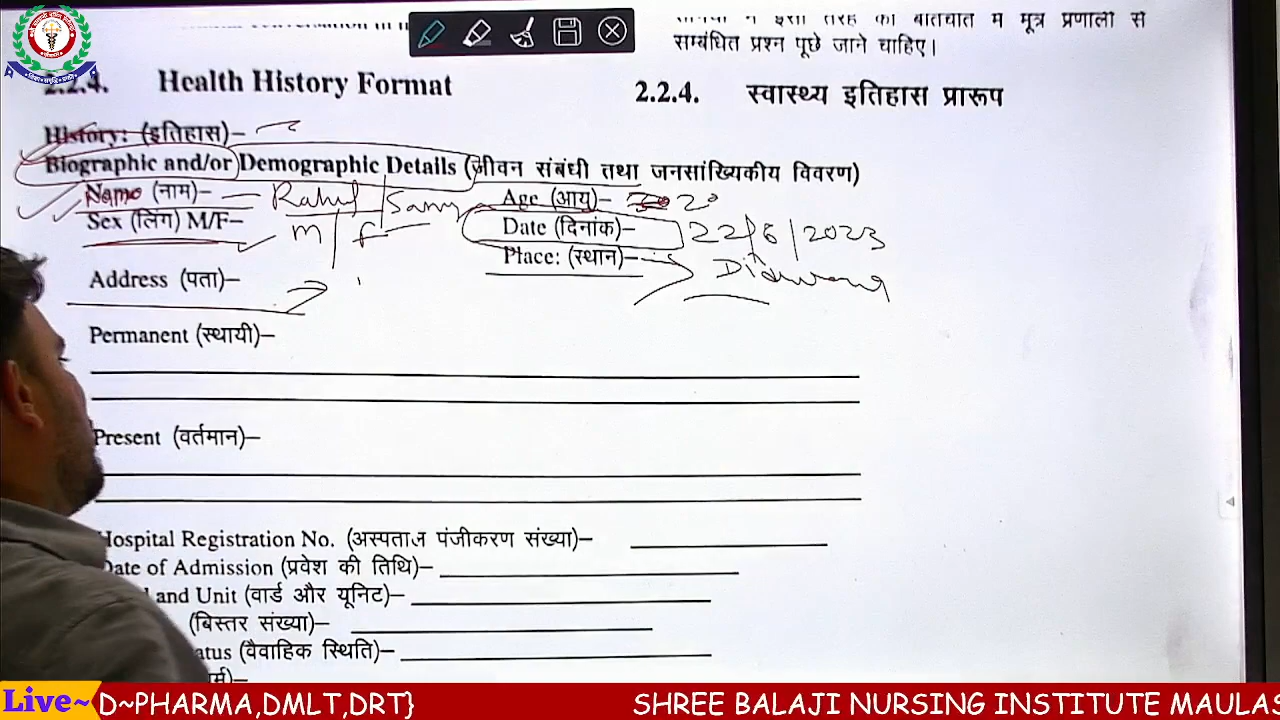 सम्बंधित प्रश्न पूछे जाने चाहिए।
2.2.4. Health History Format
2.2.4. स्वास्थ्य इतिहास प्रारूप
History: (इतिहास)–
Biographic and/or Demographic Details (जीवन संबंधी तथा जनसांख्यिकीय विवरण)
Name (नाम)– Rahul Age (आयु)– 20
Sex (लिंग) M/F– M F Date (दिनांक)– 22/6/2023
Place: (स्थान)–
Address (पता)–
Permanent (स्थायी)–
Present (वर्तमान)–
Hospital Registration No. (अस्पताल पंजीकरण संख्या)–
Date of Admission (प्रवेश की तिथि)–
and Unit (वार्ड और यूनिट)–
(बिस्तर संख्या)–
(वैवाहिक स्थिति)–
Live~ D~PHARMA,DMLT,DRT} SHREE BALAJI NURSING INSTITUTE MAULAS